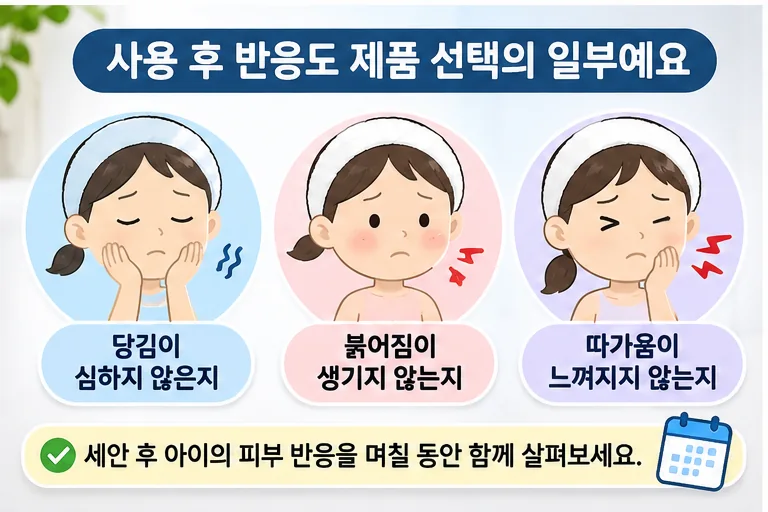 사용 후 반응도 제품 선택의 일부예요
당김이
심하지 않은지
붉어짐이
생기지 않는지
따가움이
느껴지지 않는지
세안 후 아이의 피부 반응을 며칠 동안 함께 살펴보세요.